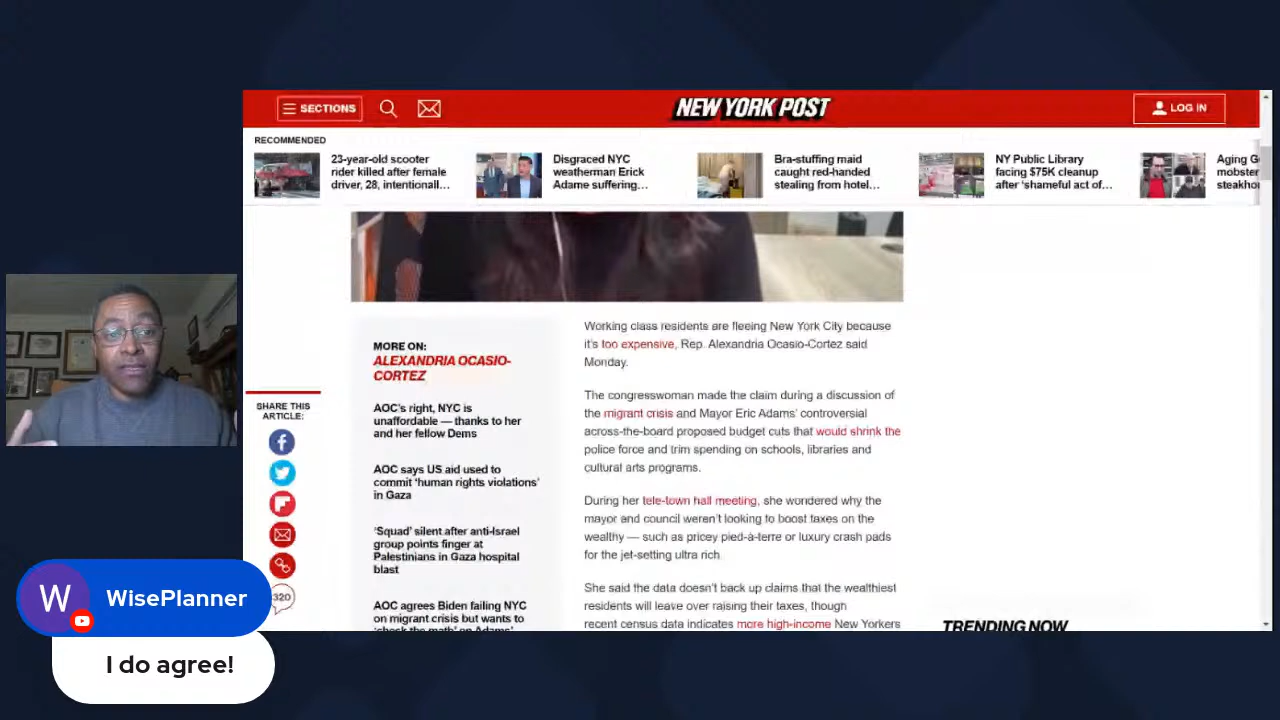 SECTIONS
NEW YORK POST
LOG IN
RECOMMENDED
23-year-old scooter
rider killed after female
driver, 28, intentionall...
Disgraced NYC
weatherman Erick
Adame suffering...
Bra-stuffing maid
caught red-handed
stealing from hotel...
NY Public Library
facing $75K cleanup
after 'shameful act of...
Aging G
mobster
steakho
SHARE THIS
ARTICLE:
320
MORE ON:
ALEXANDRIA OCASIO-
CORTEZ
AOC's right, NYC is
unaffordable — thanks to her
and her fellow Dems
AOC says US aid used to
commit 'human rights violations'
in Gaza
'Squad' silent after anti-Israel
group points finger at
Palestinians in Gaza hospital
blast
AOC agrees Biden failing NYC
on migrant crisis but wants to
'check the math' on Adams'
Working class residents are fleeing New York City because
it's too expensive, Rep. Alexandria Ocasio-Cortez said
Monday.
The congresswoman made the claim during a discussion of
the migrant crisis and Mayor Eric Adams' controversial
across-the-board proposed budget cuts that would shrink the
police force and trim spending on schools, libraries and
cultural arts programs.
During her tele-town hall meeting, she wondered why the
mayor and council weren't looking to boost taxes on the
wealthy — such as pricey pied-à-terre or luxury crash pads
for the jet-setting ultra rich.
She said the data doesn't back up claims that the wealthiest
residents will leave over raising their taxes, though
recent census data indicates more high-income New Yorkers
TRENDING NOW
W
WisePlanner
I do agree!